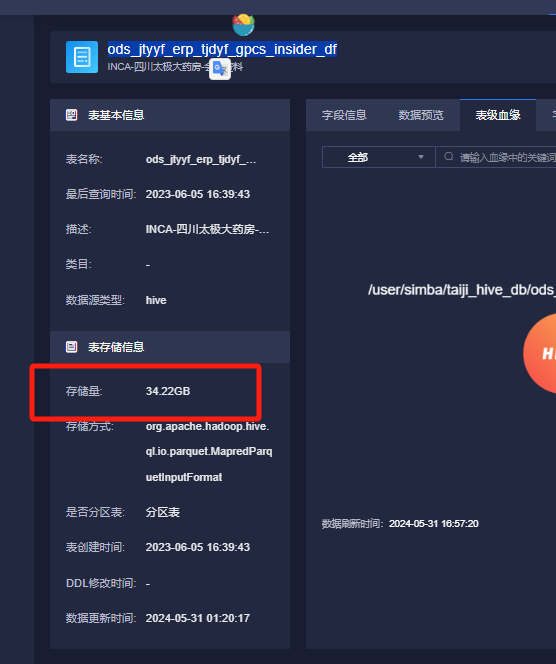 ods_jtyyf_erp_tjdyf_gpcs_insider_df
INCA-四川太极大药房-会
料
表基本信息
表名称: ods_jtyyf_erp_tjdyf_...
最后查询时间: 2023-06-05 16:39:43
描述: INCA-四川太极大药房-...
类目: -
数据源类型: hive
表存储信息
存储量: 34.22GB
存储方式: org.apache.hadoop.hive.
ql.io.parquet.MapredParq
uetInputFormat
是否分区表: 分区表
表创建时间: 2023-06-05 16:39:43
DDL修改时间: -
数据更新时间: 2024-05-31 01:20:17
字段信息 数据预览 表级血缘
全部 请输入血缘中的关键词
/user/simba/taiji_hive_db/ods_
H
数据刷新时间: 2024-05-31 16:57:20